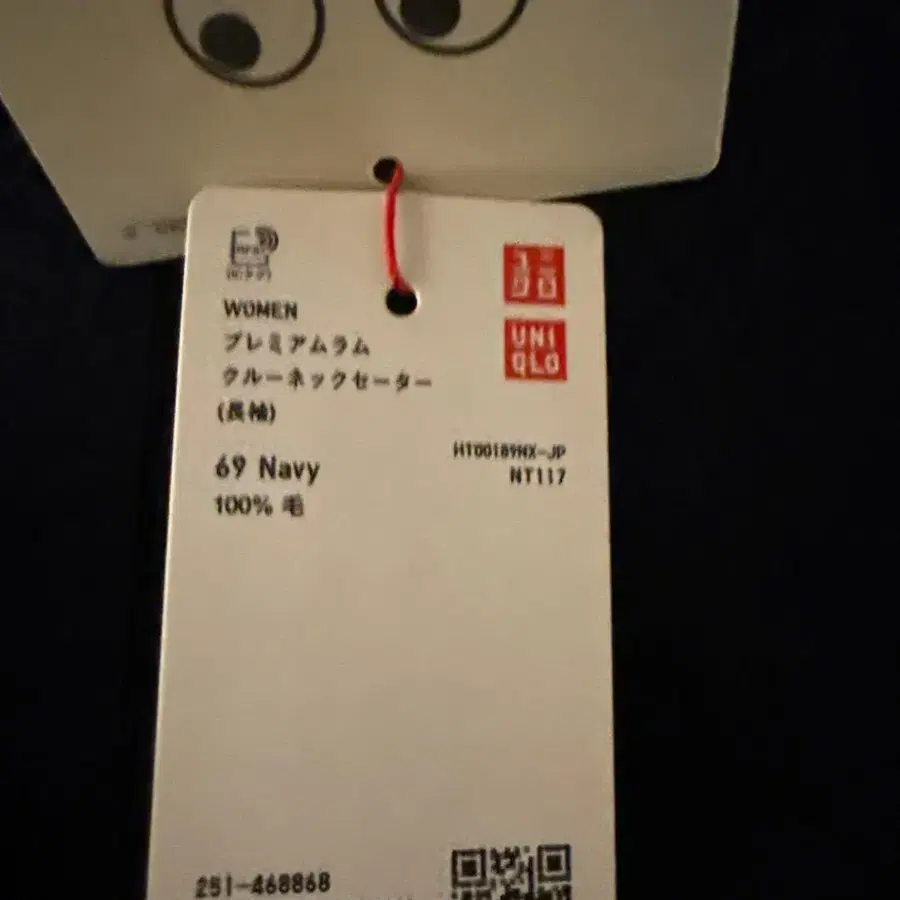 WOMEN
プレミアムラム
クルーネックセーター
(長袖)
69 Navy
100% 毛
ユニ
クロ
UNI
QLO
HT00189NX-JP
NT117
251-468868